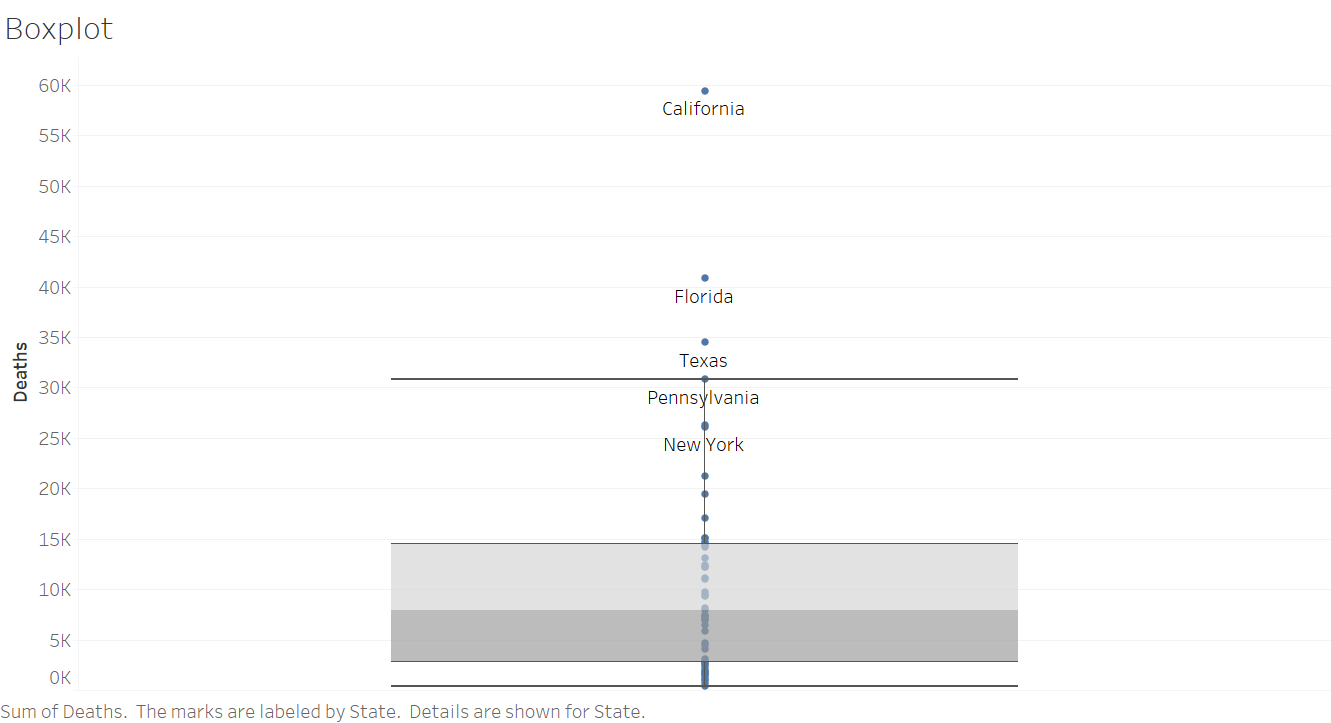 Boxplot
60K
California
55K
50K
45K
40K
Florida
35K
Texas
Deaths
30K
Pennsylvania
25K
New York
20K
15K
10K
5K
0K
Sum of Deaths. The marks are labeled by State. Details are shown for State.